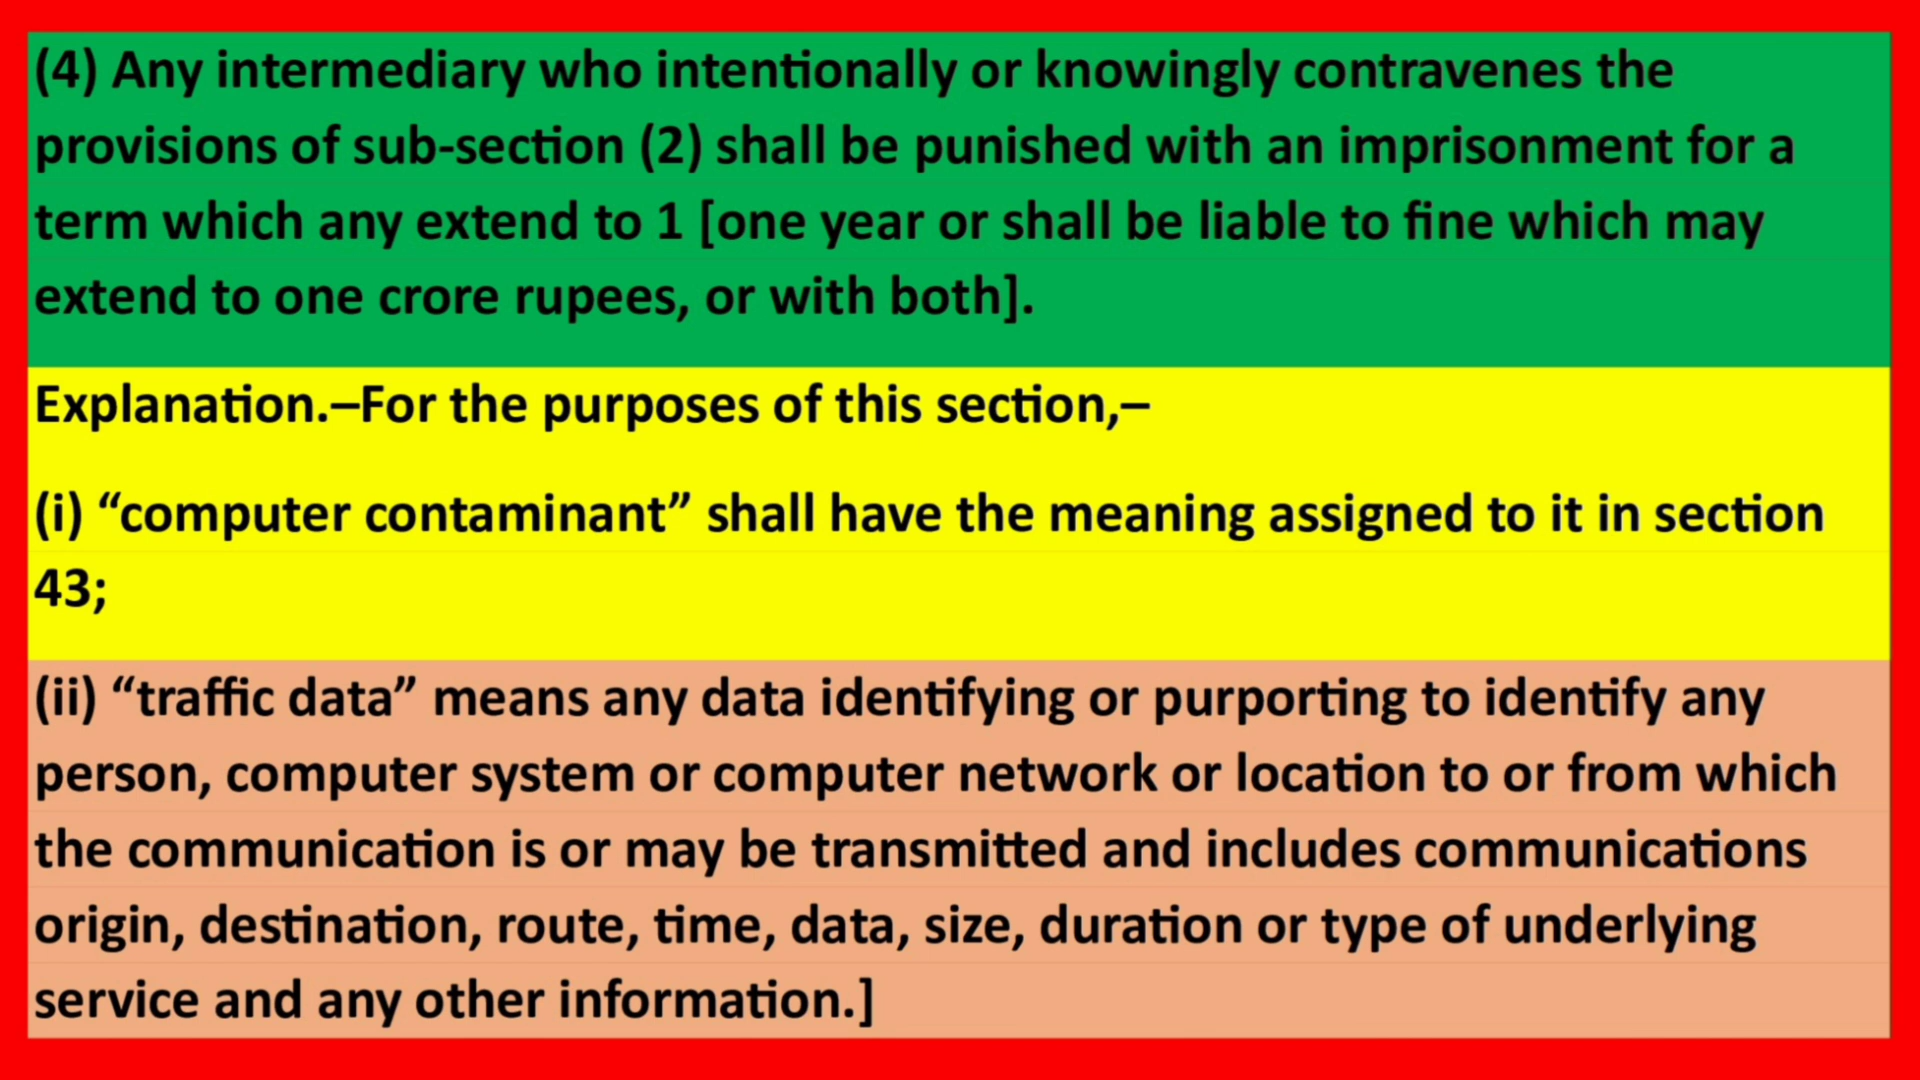 (4) Any intermediary who intentionally or knowingly contravenes the
provisions of sub-section (2) shall be punished with an imprisonment for a
term which any extend to 1 [one year or shall be liable to fine which may
extend to one crore rupees, or with both].
Explanation.–For the purposes of this section,–
(i) “computer contaminant” shall have the meaning assigned to it in section
43;
(ii) “traffic data” means any data identifying or purporting to identify any
person, computer system or computer network or location to or from which
the communication is or may be transmitted and includes communications
origin, destination, route, time, data, size, duration or type of underlying
service and any other information.]